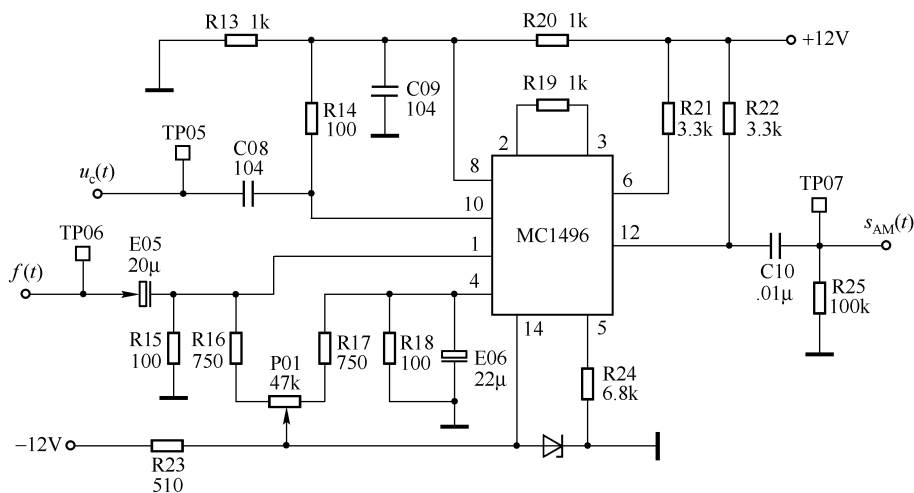 R13 1k
R20 1k
+12V
R14
100
C09
104
R19 1k
R21
3.3k
R22
3.3k
TP05
C08
104
2
3
8
6
TP07
u_c(t)
10
TP06
E05
20μ
1
MC1496
12
s_AM(t)
f(t)
4
C10
.01μ
R25
100k
R15
100
R16
750
R17
750
R18
100
14
5
P01
47k
E06
22μ
R24
6.8k
−12V
R23
510